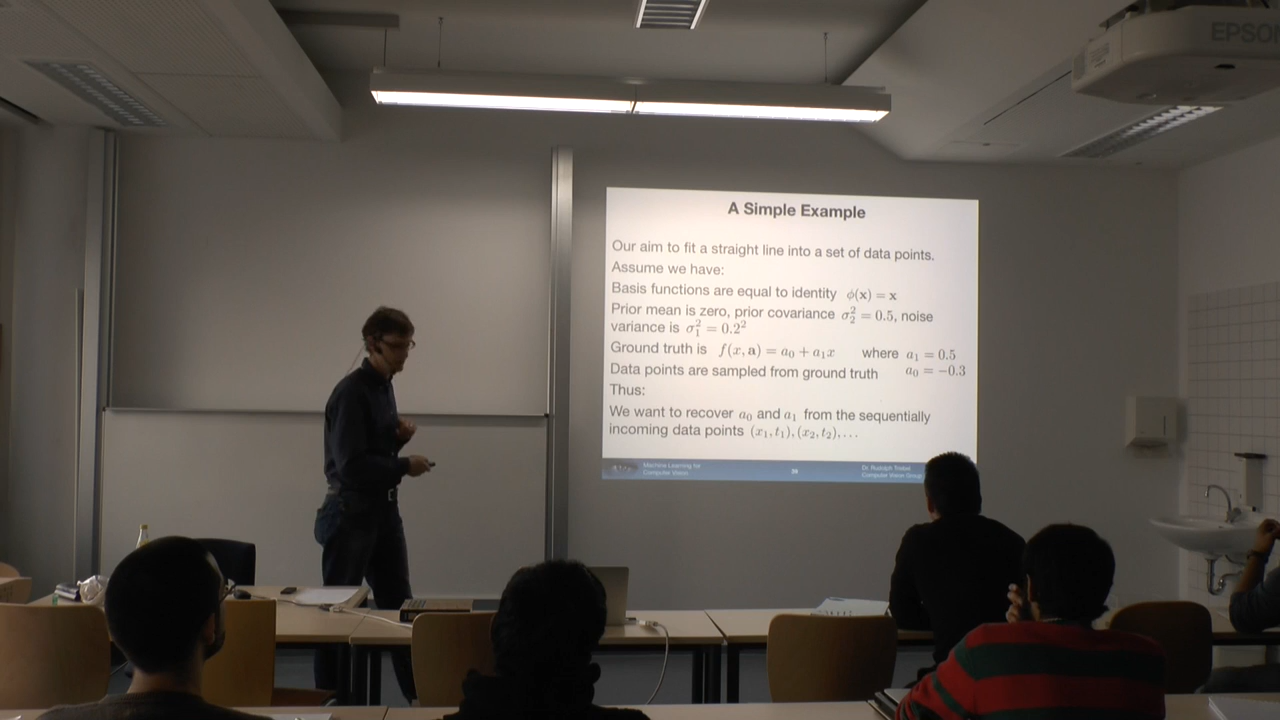 EPSON
A Simple Example
Our aim to fit a straight line into a set of data points.
Assume we have:
Basis functions are equal to identity ϕ(x) = x
Prior mean is zero, prior covariance σ₂² = 0.5, noise
variance is σ₁² = 0.2²
Ground truth is f(x, a) = a₀ + a₁x where a₁ = 0.5
Data points are sampled from ground truth a₀ = −0.3
Thus:
We want to recover a₀ and a₁ from the sequentially
incoming data points (x₁, t₁), (x₂, t₂), . . .
Machine Learning for
Computer Vision
Dr. Rudolph Triebel
Computer Vision Group